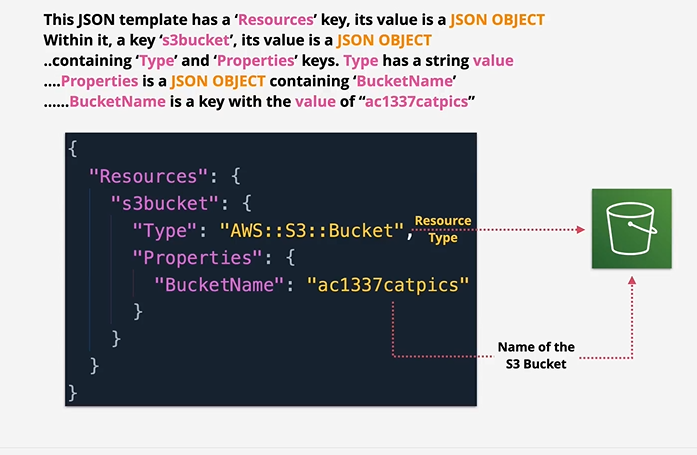 This JSON template has a ‘Resources’ key, its value is a JSON OBJECT
Within it, a key ‘s3bucket’, its value is a JSON OBJECT
..containing ‘Type’ and ‘Properties’ keys. Type has a string value
....Properties is a JSON OBJECT containing ‘BucketName’
......BucketName is a key with the value of “ac1337catpics”
{
"Resources": {
"s3bucket": {
"Type": "AWS::S3::Bucket",
"Properties": {
"BucketName": "ac1337catpics"
}
}
}
}
Resource
Type
Name of the
S3 Bucket